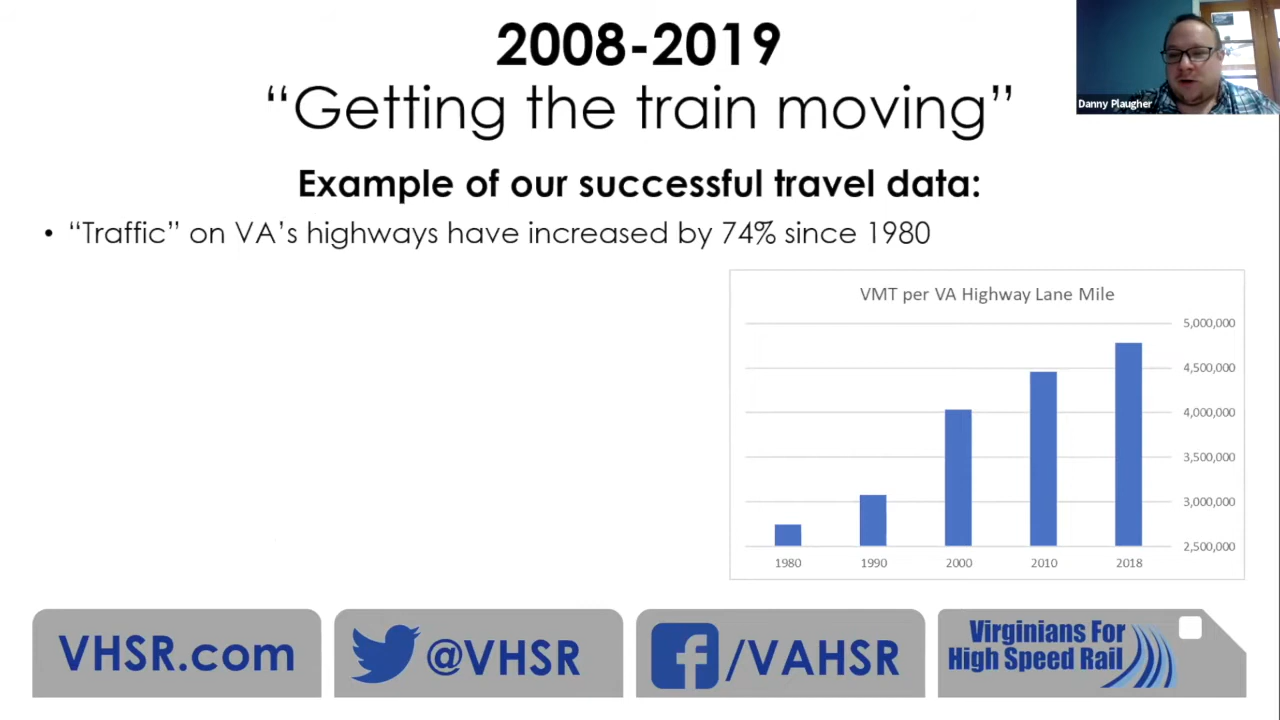 2008-2019
“Getting the train moving”
Danny Plaugher
Example of our successful travel data:
• “Traffic” on VA’s highways have increased by 74% since 1980
VMT per VA Highway Lane Mile
5,000,000
4,500,000
4,000,000
3,500,000
3,000,000
2,500,000
1980 1990 2000 2010 2018
VHSR.com
@VHSR
f/VAHSR
Virginians For
High Speed Rail